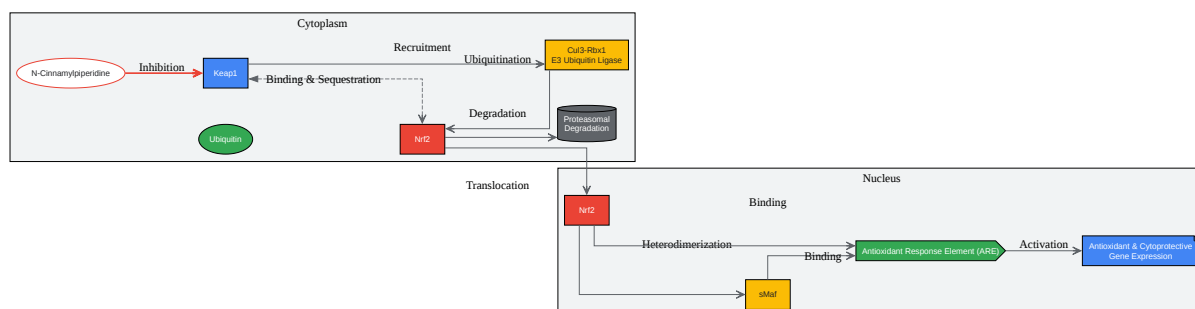 Cytoplasm
N-Cinnamylpiperidine
Inhibition
Keap1
Recruitment
Ubiquitination
Cul3-Rbx1
E3 Ubiquitin Ligase
Binding & Sequestration
Ubiquitin
Nrf2
Degradation
Proteasomal
Degradation
Translocation
Nucleus
Nrf2
Binding
Heterodimerization
Binding
sMaf
Antioxidant Response Element (ARE)
Activation
Antioxidant & Cytoprotective
Gene Expression